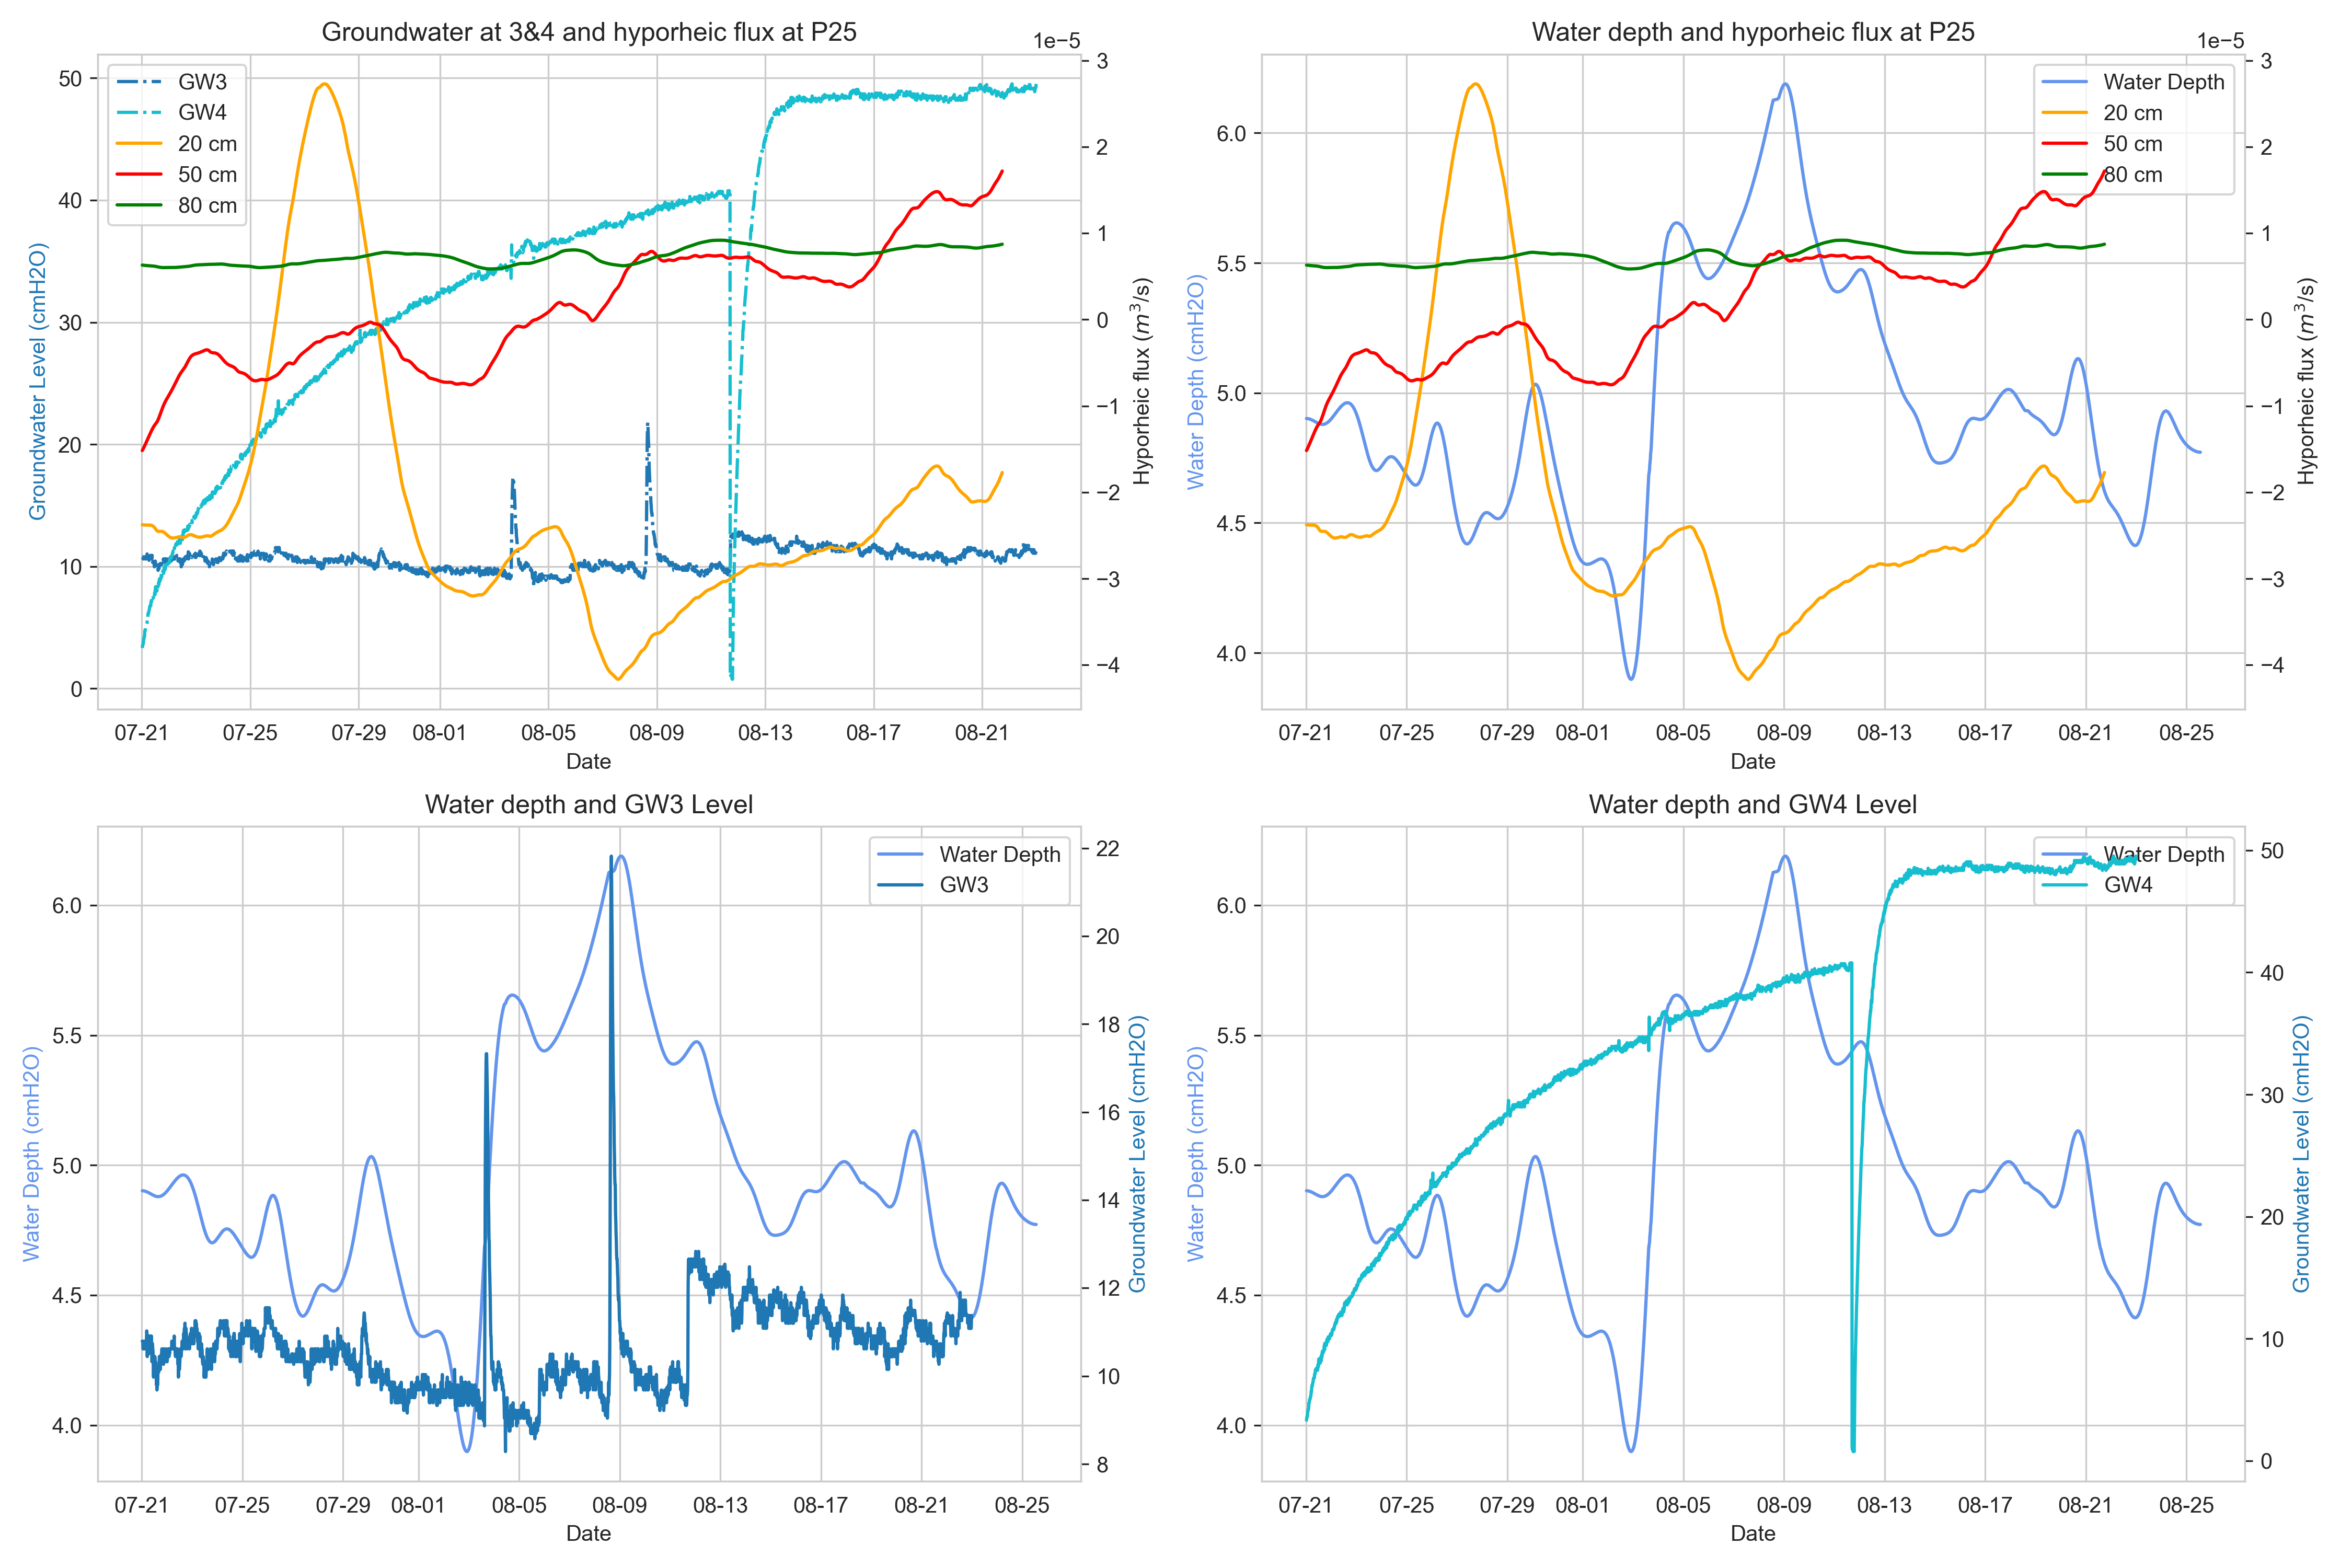 Groundwater at 3&4 and hyporheic flux at P25
1e−5
GW3
GW4
20 cm
50 cm
80 cm
Groundwater Level (cmH2O)
50
40
30
20
10
0
3
2
1
0
−1
−2
−3
−4
Hyporheic flux (m³/s)
07-21 07-25 07-29 08-01 08-05 08-09 08-13 08-17 08-21
Date
Water depth and hyporheic flux at P25
1e−5
Water Depth
20 cm
50 cm
80 cm
Water Depth (cmH2O)
6.0
5.5
5.0
4.5
4.0
3
2
1
0
−1
−2
−3
−4
Hyporheic flux (m³/s)
07-21 07-25 07-29 08-01 08-05 08-09 08-13 08-17 08-21 08-25
Date
Water depth and GW3 Level
Water Depth
GW3
Water Depth (cmH2O)
6.0
5.5
5.0
4.5
4.0
22
20
18
16
14
12
10
8
Groundwater Level (cmH2O)
07-21 07-25 07-29 08-01 08-05 08-09 08-13 08-17 08-21 08-25
Date
Water depth and GW4 Level
Water Depth
GW4
Water Depth (cmH2O)
6.0
5.5
5.0
4.5
4.0
50
40
30
20
10
0
Groundwater Level (cmH2O)
07-21 07-25 07-29 08-01 08-05 08-09 08-13 08-17 08-21 08-25
Date